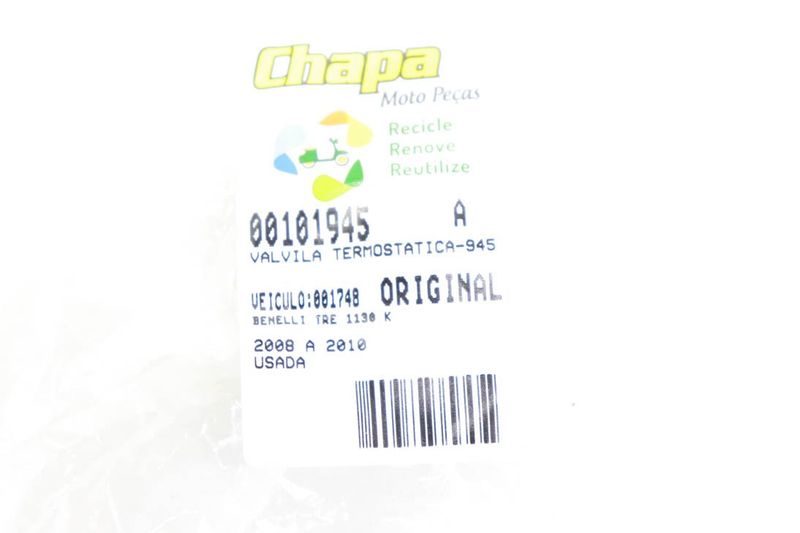 Chapa
Moto Peças
Recicle
Renove
Reutilize
00101945 A
VALVILA TERMOSTATICA-945
VEICULO:001748 ORIGINAL
BENELLI TRE 1130 K
2008 A 2010
USADA